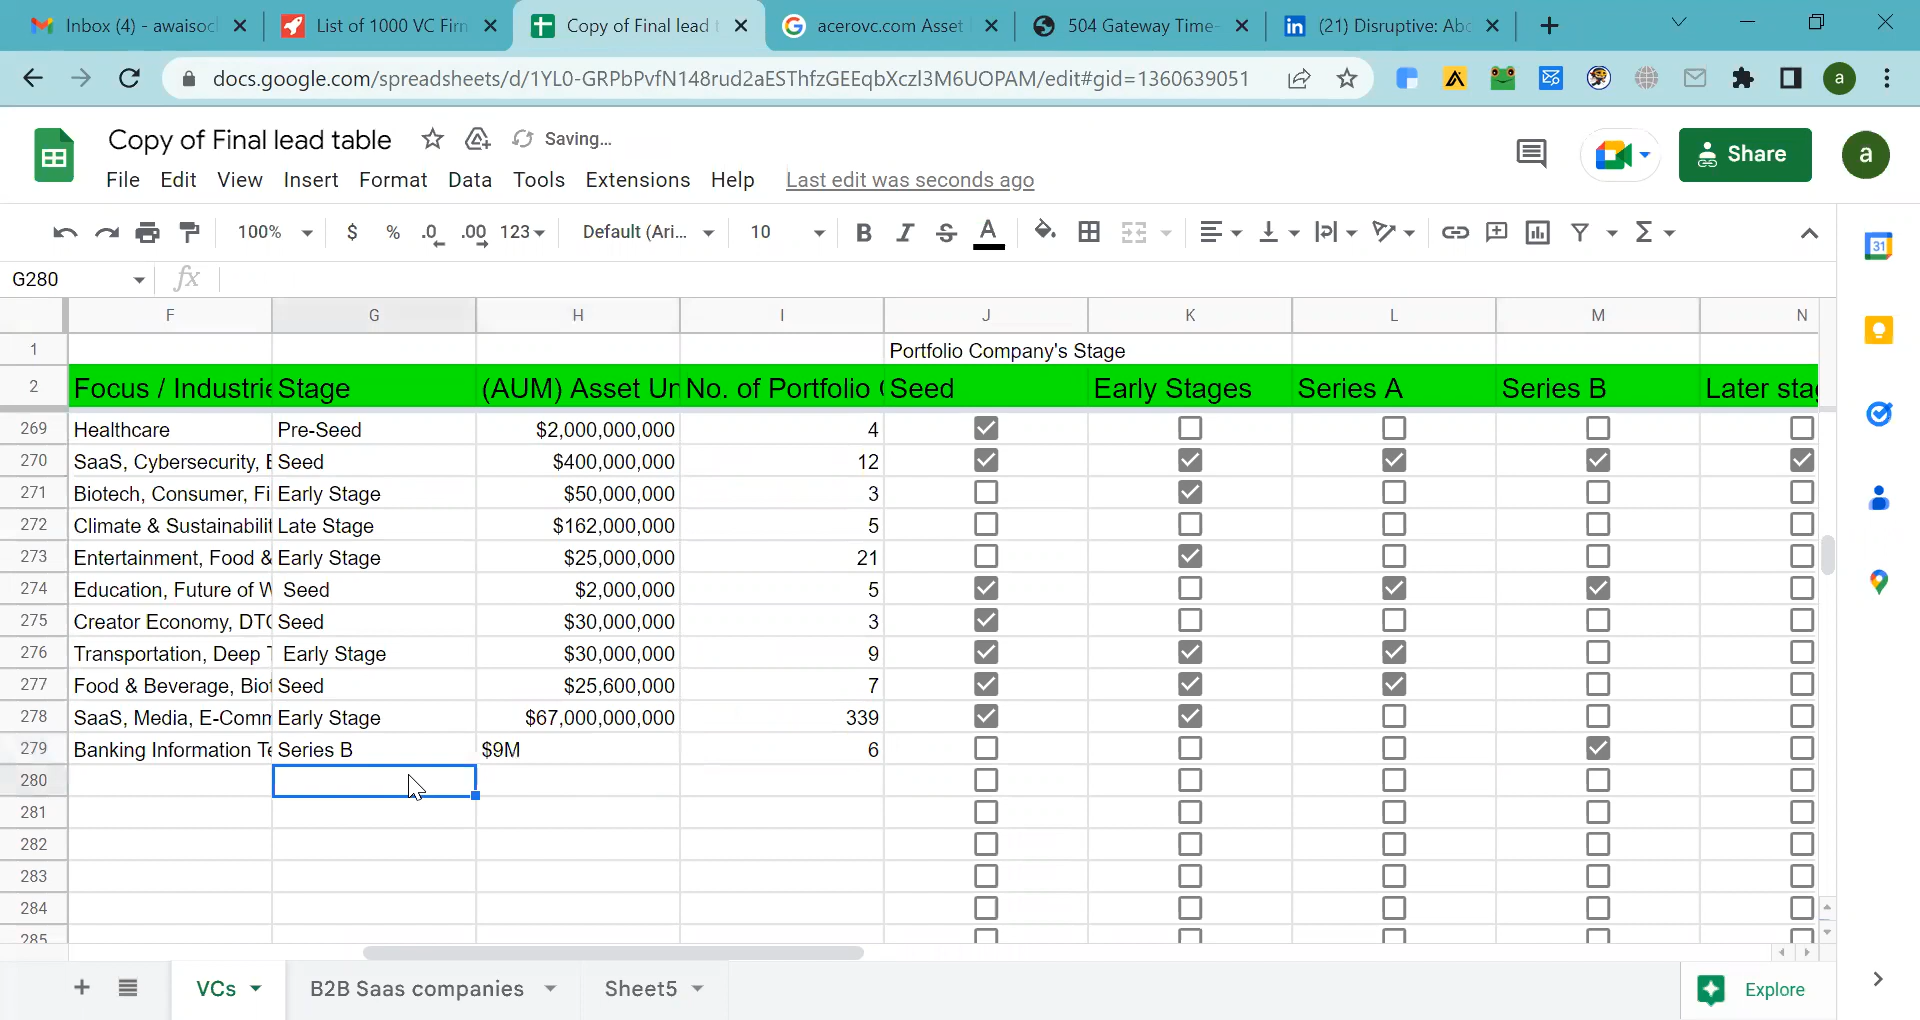 Inbox (4) - awaisoc
List of 1000 VC Firm
Copy of Final lead t
acerovc.com Asset
504 Gateway Time-
(21) Disruptive: Abo
docs.google.com/spreadsheets/d/1YL0-GRPbPvfN148rud2aESThfzGEEqbXczl3M6UOPAM/edit#gid=1360639051
a
Copy of Final lead table
Saving...
Share
a
File Edit View Insert Format Data Tools Extensions Help Last edit was seconds ago
100% $ % .0 .00 123 Default (Ari... 10 B I S A
31
G280 fx
F G H I J K L M N
1 Portfolio Company's Stage
2 Focus / Industrie Stage (AUM) Asset Un No. of Portfolio C Seed Early Stages Series A Series B Later stag
269 Healthcare Pre-Seed $2,000,000,000 4
270 SaaS, Cybersecurity, E Seed $400,000,000 12
271 Biotech, Consumer, Fi Early Stage $50,000,000 3
272 Climate & Sustainabilit Late Stage $162,000,000 5
273 Entertainment, Food & Early Stage $25,000,000 21
274 Education, Future of W Seed $2,000,000 5
275 Creator Economy, DTC Seed $30,000,000 3
276 Transportation, Deep T Early Stage $30,000,000 9
277 Food & Beverage, Biot Seed $25,600,000 7
278 SaaS, Media, E-Comm Early Stage $67,000,000,000 339
279 Banking Information Te Series B $9M 6
280
281
282
283
284
285
VCs B2B Saas companies Sheet5 Explore